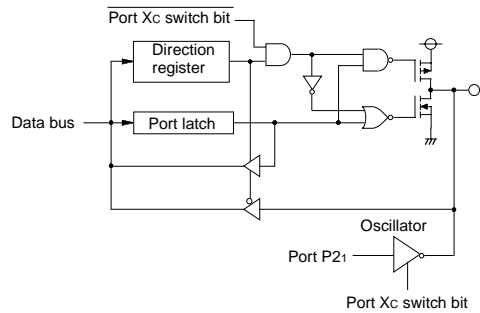 Port XC switch bit
Direction
register
Data bus
Port latch
Oscillator
Port P21
Port XC switch bit